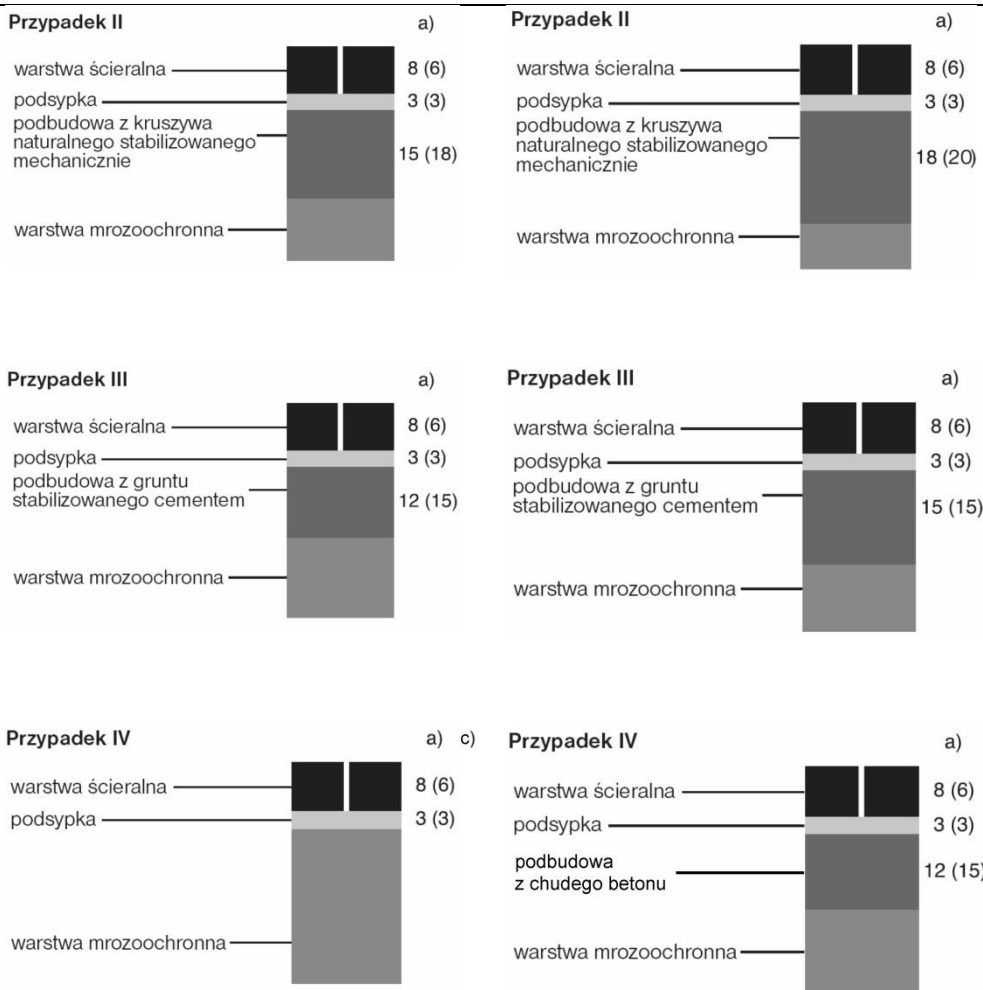 Przypadek II a)
warstwa ścieralna 8 (6)
podsypka 3 (3)
podbudowa z kruszywa
naturalnego stabilizowanego
mechanicznie
15 (18)
warstwa mrozoochronna
Przypadek II a)
warstwa ścieralna 8 (6)
podsypka 3 (3)
podbudowa z kruszywa
naturalnego stabilizowanego
mechanicznie
18 (20)
warstwa mrozoochronna
Przypadek III a)
warstwa ścieralna 8 (6)
podsypka 3 (3)
podbudowa z gruntu
stabilizowanego cementem
12 (15)
warstwa mrozoochronna
Przypadek III a)
warstwa ścieralna 8 (6)
podsypka 3 (3)
podbudowa z gruntu
stabilizowanego cementem
15 (15)
warstwa mrozoochronna
Przypadek IV a) c)
warstwa ścieralna 8 (6)
podsypka 3 (3)
warstwa mrozoochronna
Przypadek IV a)
warstwa ścieralna 8 (6)
podsypka 3 (3)
podbudowa
z chudego betonu
12 (15)
warstwa mrozoochronna